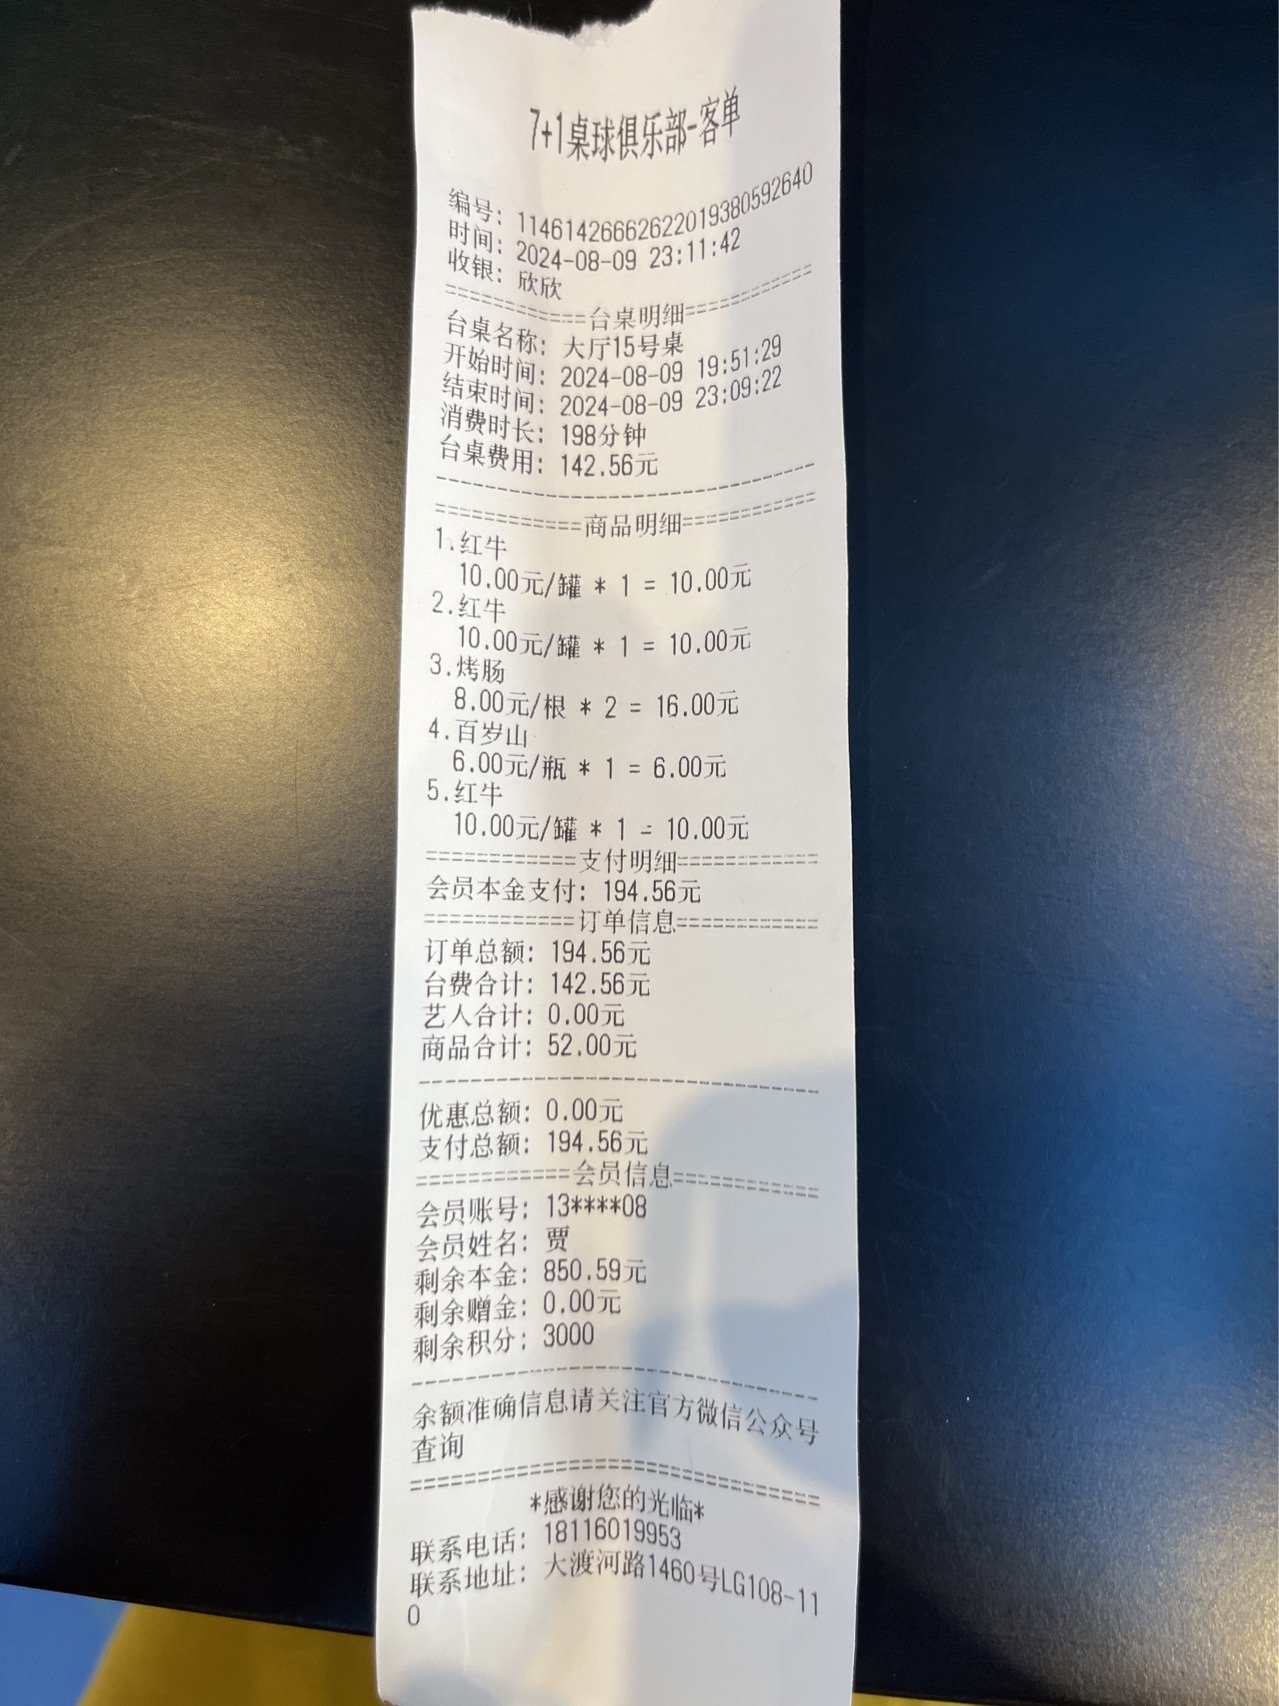 7+1桌球俱乐部-客单
编号: 1146142666262201938059​2640
时间: 2024-08-09 23:11:42
收银: 欣欣
============台桌明细============
台桌名称: 大厅15号桌
开始时间: 2024-08-09 19:51:29
结束时间: 2024-08-09 23:09:22
消费时长: 198分钟
台桌费用: 142.56元
--------------------------------
============商品明细============
1.红牛
10.00元/罐 * 1 = 10.00元
2.红牛
10.00元/罐 * 1 = 10.00元
3.烤肠
8.00元/根 * 2 = 16.00元
4.百岁山
6.00元/瓶 * 1 = 6.00元
5.红牛
10.00元/罐 * 1 = 10.00元
============支付明细============
会员本金支付: 194.56元
============订单信息============
订单总额: 194.56元
台费合计: 142.56元
艺人合计: 0.00元
商品合计: 52.00元
--------------------------------
优惠总额: 0.00元
支付总额: 194.56元
============会员信息============
会员账号: 13****08
会员姓名: 贾
剩余本金: 850.59元
剩余赠金: 0.00元
剩余积分: 3000
--------------------------------
余额准确信息请关注官方微信公众号
查询
================================
*感谢您的光临*
联系电话: 18116019953
联系地址: 大渡河路1460号LG108-11
0